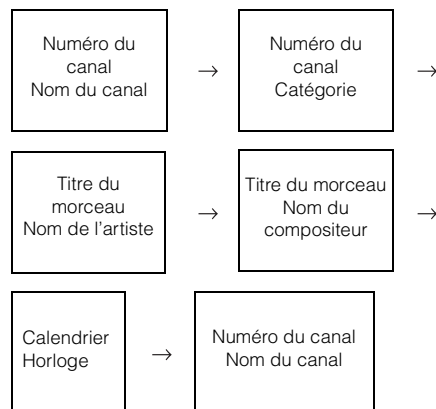 Numéro du
canal
Nom du canal
→
Numéro du
canal
Catégorie
→
Titre du
morceau
Nom de l'artiste
→
Titre du morceau
Nom du
compositeur
→
Calendrier
Horloge
→
Numéro du canal
Nom du canal